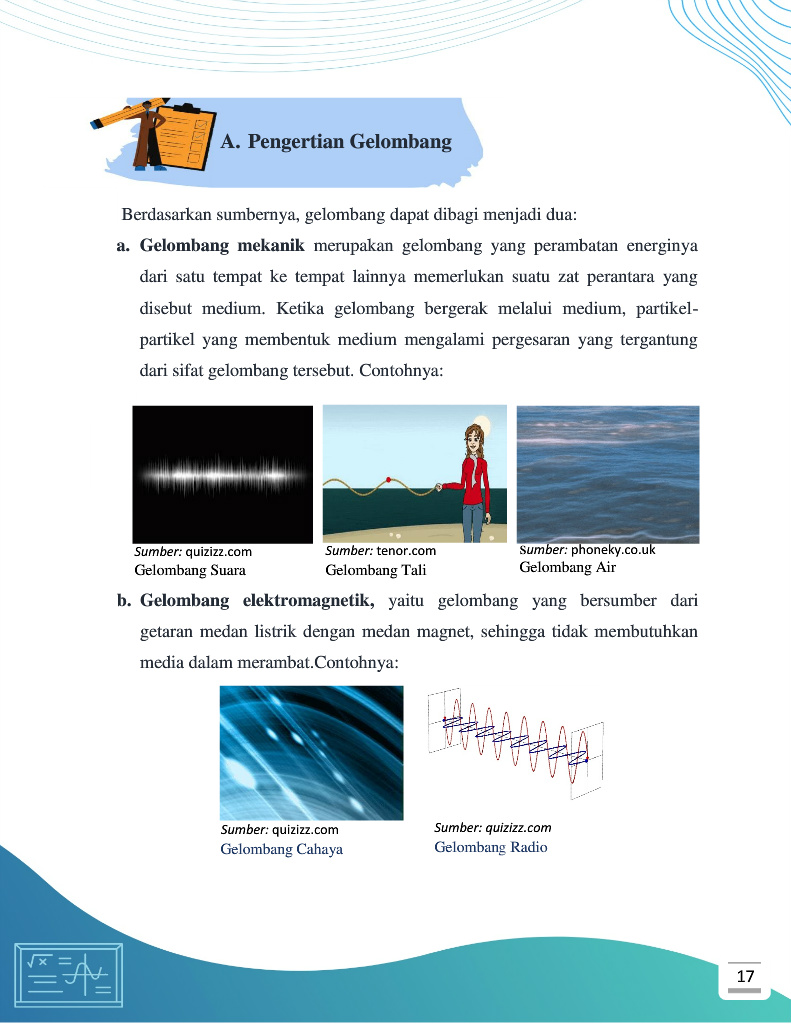 A. Pengertian Gelombang
Berdasarkan sumbernya, gelombang dapat dibagi menjadi dua:
a. Gelombang mekanik merupakan gelombang yang perambatan energinya
dari satu tempat ke tempat lainnya memerlukan suatu zat perantara yang
disebut medium. Ketika gelombang bergerak melalui medium, partikel-
partikel yang membentuk medium mengalami pergesaran yang tergantung
dari sifat gelombang tersebut. Contohnya:
Sumber: quizizz.com
Gelombang Suara
Sumber: tenor.com
Gelombang Tali
Sumber: phoneky.co.uk
Gelombang Air
b. Gelombang elektromagnetik, yaitu gelombang yang bersumber dari
getaran medan listrik dengan medan magnet, sehingga tidak membutuhkan
media dalam merambat.Contohnya:
Sumber: quizizz.com
Gelombang Cahaya
Sumber: quizizz.com
Gelombang Radio
√x
17